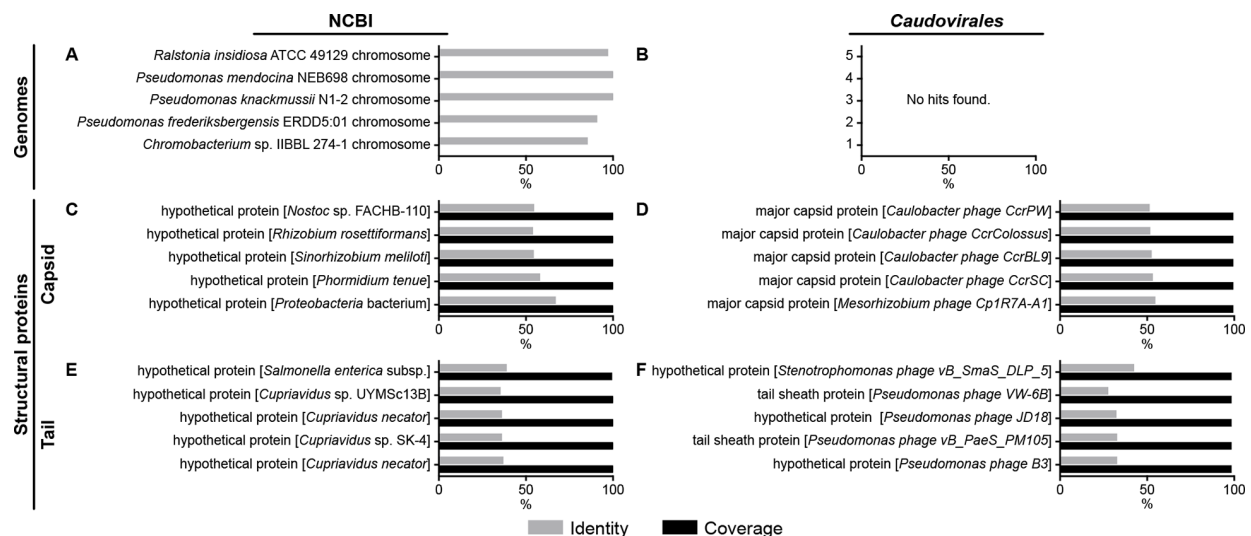 NCBI
Caudovirales
Genomes
A
Ralstonia insidiosa ATCC 49129 chromosome
Pseudomonas mendocina NEB698 chromosome
Pseudomonas knackmussii N1-2 chromosome
Pseudomonas frederiksbergensis ERDD5:01 chromosome
Chromobacterium sp. IIBBL 274-1 chromosome
0 50 100
%
B
5
4
3
2
1
No hits found.
0 50 100
%
Structural proteins
Capsid
C
hypothetical protein [Nostoc sp. FACHB-110]
hypothetical protein [Rhizobium rosettiformans]
hypothetical protein [Sinorhizobium meliloti]
hypothetical protein [Phormidium tenue]
hypothetical protein [Proteobacteria bacterium]
0 50 100
%
D
major capsid protein [Caulobacter phage CcrPW]
major capsid protein [Caulobacter phage CcrColossus]
major capsid protein [Caulobacter phage CcrBL9]
major capsid protein [Caulobacter phage CcrSC]
major capsid protein [Mesorhizobium phage Cp1R7A-A1]
0 50 100
%
Tail
E
hypothetical protein [Salmonella enterica subsp.]
hypothetical protein [Cupriavidus sp. UYMSc13B]
hypothetical protein [Cupriavidus necator]
hypothetical protein [Cupriavidus sp. SK-4]
hypothetical protein [Cupriavidus necator]
0 50 100
%
F
hypothetical protein [Stenotrophomonas phage vB_SmaS_DLP_5]
tail sheath protein [Pseudomonas phage VW-6B]
hypothetical protein [Pseudomonas phage JD18]
tail sheath protein [Pseudomonas phage vB_PaeS_PM105]
hypothetical protein [Pseudomonas phage B3]
0 50 100
%
Identity
Coverage